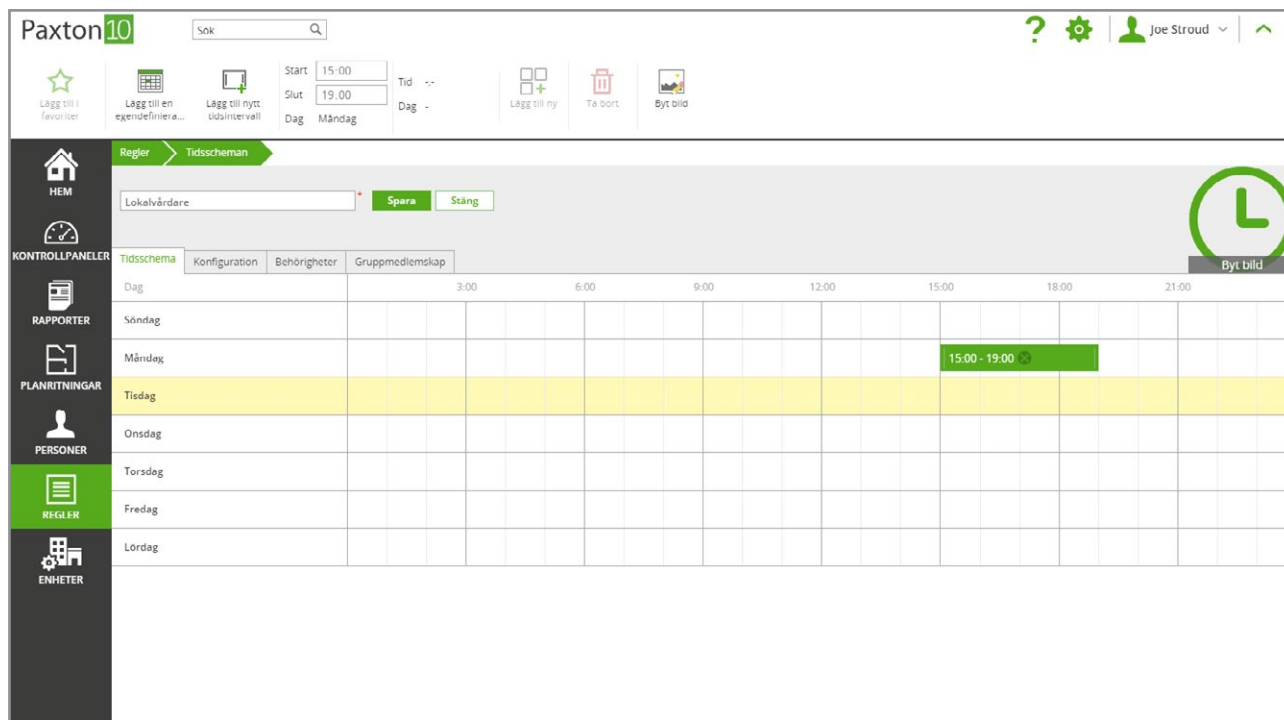 Paxton 10
Sök
Joe Stroud
Lägg till i favoriter
Lägg till en egendefiniera...
Lägg till nytt tidsintervall
Start 15:00
Slut 19.00
Dag Måndag
Tid -.-
Dag -
Lägg till ny
Ta bort
Byt bild
Regler
Tidsscheman
HEM
KONTROLLPANELER
RAPPORTER
PLANRITNINGAR
PERSONER
REGLER
ENHETER
Lokalvårdare *
Spara
Stäng
Byt bild
Tidsschema
Konfiguration
Behörigheter
Gruppmedlemskap
Dag 3:00 6:00 9:00 12:00 15:00 18:00 21:00
Söndag
Måndag 15:00 - 19:00
Tisdag
Onsdag
Torsdag
Fredag
Lördag